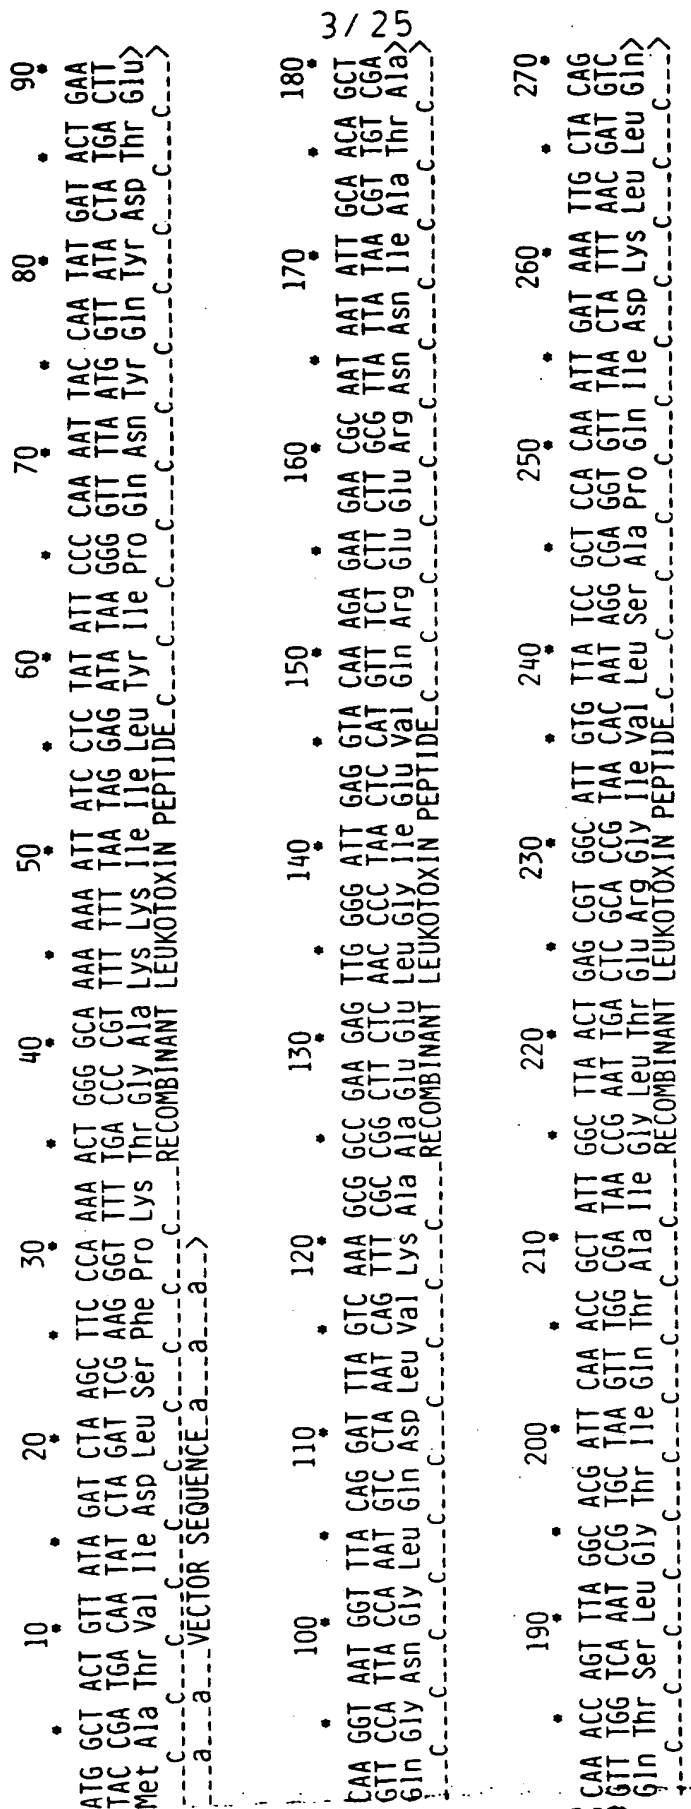 3/25
10 20 30 40 50 60 70 80 90
* * * * * * * * * * * * * * * * * *
ATG GCT ACT GTT ATA GAT CTA AGC TTC CCA AAA ACT GGG GCA AAA AAA ATT ATC CTC TAT ATT CCC CAA AAT TAC CAA TAT GAT ACT GAA
TAC CGA TGA CAA TAT CTA GAT TCG AAG GGT TTT TGA CCC CGT TTT TTT TAA TAG GAG ATA TAA GGG GTT TTA ATG GTT ATA CTA TGA CTT
Met Ala Thr Val Ile Asp Leu Ser Phe Pro Lys Thr Gly Ala Lys Lys Ile Ile Leu Tyr Ile Pro Gln Asn Tyr Gln Tyr Asp Thr Glu>
___C___C___C___C___C___C____RECOMBINANT LEUKOTOXIN PEPTIDE_C___C___C___C___C___C___C___>
___a___a___VECTOR SEQUENCE_a___a___a___>
100 110 120 130 140 150 160 170 180
* * * * * * * * * * * * * * * * * *
CAA GGT AAT GGT TTA CAG GAT TTA GTC AAA GCG GCC GAA GAG TTG GGG ATT GAG GTA CAA AGA GAA GAA CGC AAT AAT ATT GCA ACA GCT
GTT CCA TTA CCA AAT GTC CTA AAT CAG TTT CGC CGG CTT CTC AAC CCC TAA CTC CAT GTT TCT CTT CTT GCG TTA TTA TAA CGT TGT CGA
Gln Gly Asn Gly Leu Gln Asp Leu Val Lys Ala Ala Glu Glu Leu Gly Ile Glu Val Gln Arg Glu Glu Arg Asn Asn Ile Ala Thr Ala>
___C___C___C___C___C___C____RECOMBINANT LEUKOTOXIN PEPTIDE_C___C___C___C___C___C___C___>
190 200 210 220 230 240 250 260 270
* * * * * * * * * * * * * * * * * *
CAA ACC AGT TTA GGC ACG ATT CAA ACC GCT ATT GGC TTA ACT GAG CGT GGC ATT GTG TTA TCC GCT CCA CAA ATT GAT AAA TTG CTA CAG
GTT TGG TCA AAT CCG TGC TAA GTT TGG CGA TAA CCG AAT TGA CTC GCA CCG TAA CAC AAT AGG CGA GGT GTT TAA CTA TTT AAC GAT GTC
Gln Thr Ser Leu Gly Thr Ile Gln Thr Ala Ile Gly Leu Thr Glu Arg Gly Ile Val Leu Ser Ala Pro Gln Ile Asp Lys Leu Leu Gln>
___C___C___C___C___C___C____RECOMBINANT LEUKOTOXIN PEPTIDE_C___C___C___C___C___C___C___>